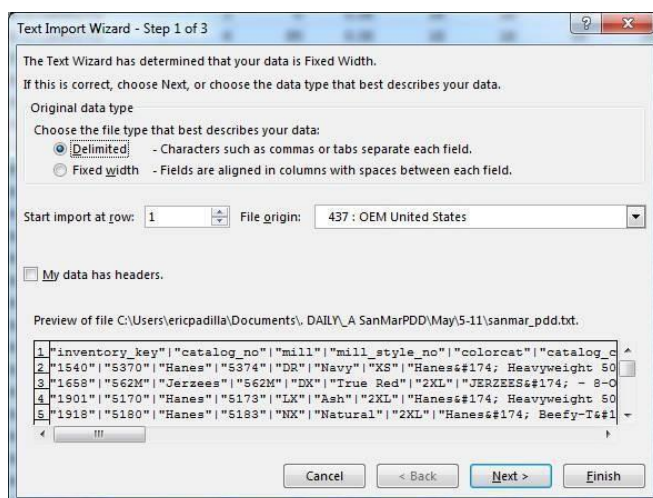 Text Import Wizard - Step 1 of 3
The Text Wizard has determined that your data is Fixed Width.
If this is correct, choose Next, or choose the data type that best describes your data.
Original data type
Choose the file type that best describes your data:
Delimited - Characters such as commas or tabs separate each field.
Fixed width - Fields are aligned in columns with spaces between each field.
Start import at row: 1 File origin: 437 : OEM United States
My data has headers.
Preview of file C:\Users\ericpadilla\Documents\. DAILY\_A SanMarPDD\May\5-11\sanmar_pdd.txt.
1 "inventory_key"|"catalog_no"|"mill"|"mill_style_no"|"colorcat"|"catalog_c
2 "1540"|"5370"|"Hanes"|"5374"|"DR"|"Navy"|"XS"|"Hanes&#174; Heavyweight 50
3 "1658"|"562M"|"Jerzees"|"562M"|"DX"|"True Red"|"2XL"|"JERZEES&#174; - 8-O
4 "1901"|"5170"|"Hanes"|"5173"|"LX"|"Ash"|"2XL"|"Hanes&#174; Heavyweight 50
5 "1918"|"5180"|"Hanes"|"5183"|"NX"|"Natural"|"2XL"|"Hanes&#174; Beefy-T&#1
Cancel < Back Next > Finish